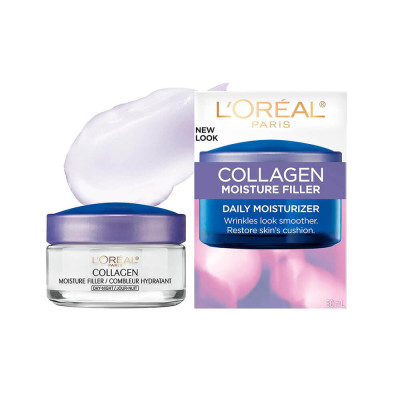 L'ORÉAL®
PARIS
NEW
LOOK
COLLAGEN
MOISTURE FILLER
DAILY MOISTURIZER
Wrinkles look smoother.
Restore skin's cushion.
L'ORÉAL
PARIS
COLLAGEN
MOISTURE FILLER / COMBLEUR HYDRATANT
DAY-NIGHT / JOUR-NUIT